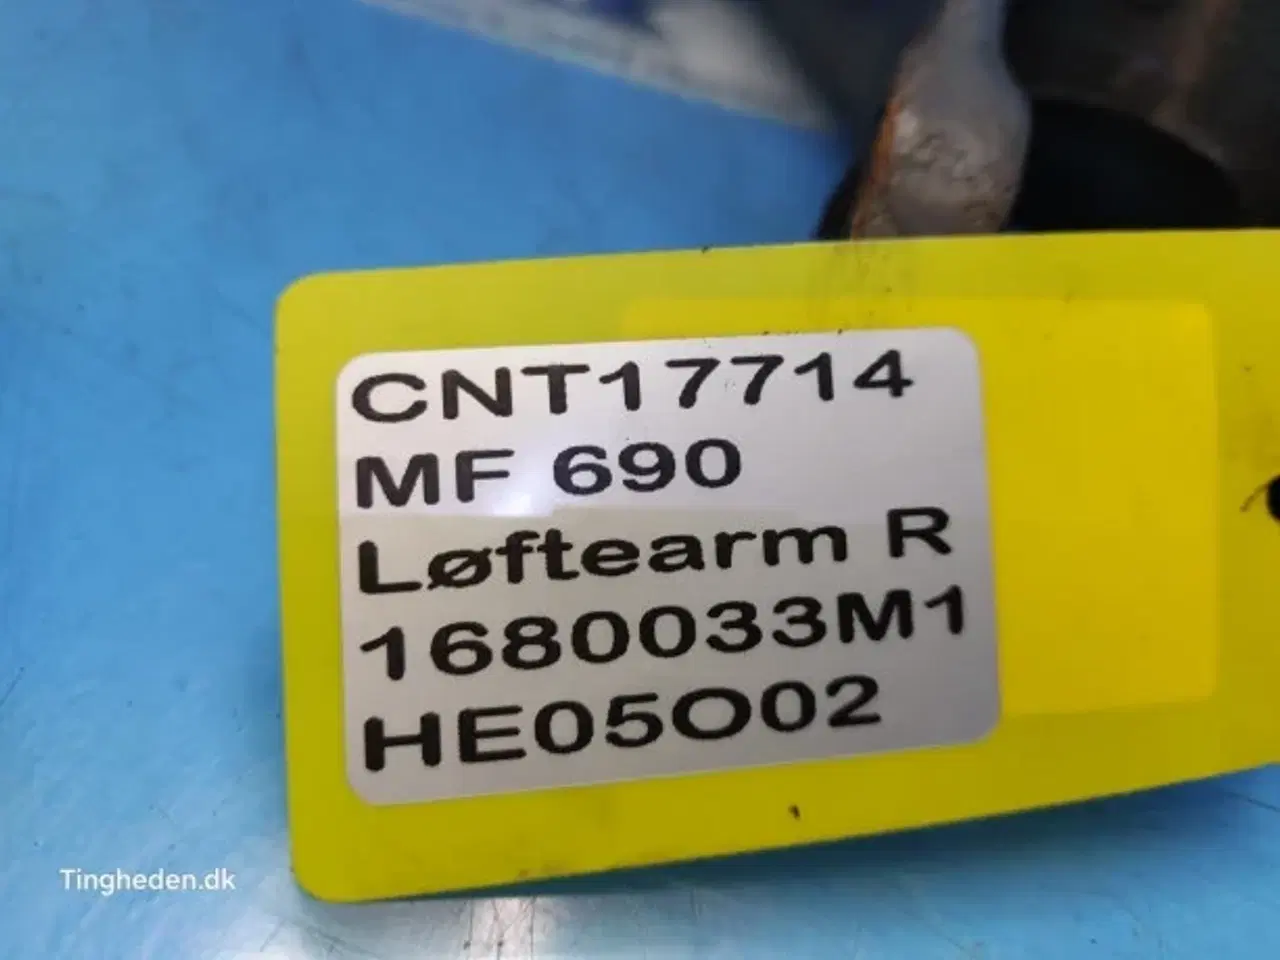 CNT17714
MF 690
Løftearm R
1680033M1
HE05O02
Tingheden.dk